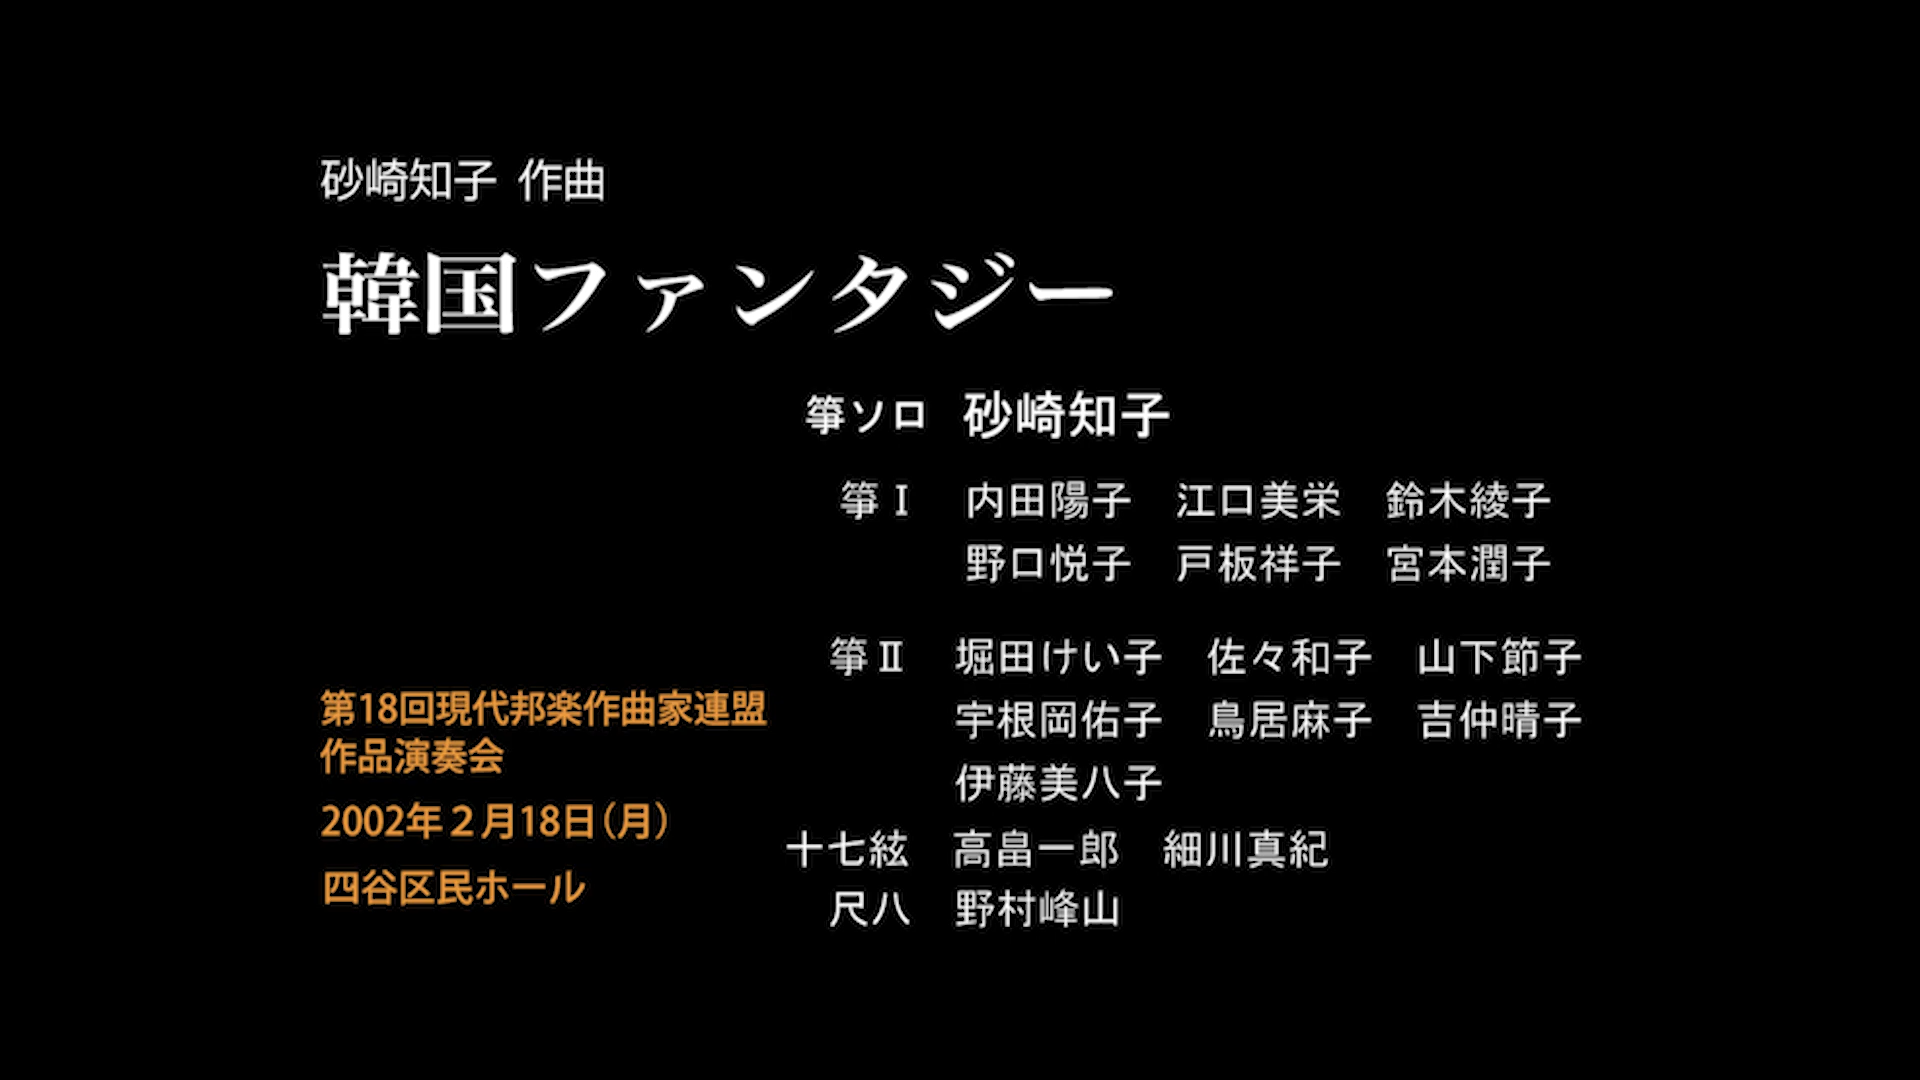 砂崎知子 作曲
韓国ファンタジー
箏ソロ 砂崎知子
箏Ⅰ 内田陽子 江口美栄 鈴木綾子
野口悦子 戸板祥子 宮本潤子
箏Ⅱ 堀田けい子 佐々和子 山下節子
宇根岡佑子 鳥居麻子 吉仲晴子
伊藤美八子
十七絃 高畠一郎 細川真紀
尺八 野村峰山
第18回現代邦楽作曲家連盟
作品演奏会
2002年２月18日（月）
四谷区民ホール